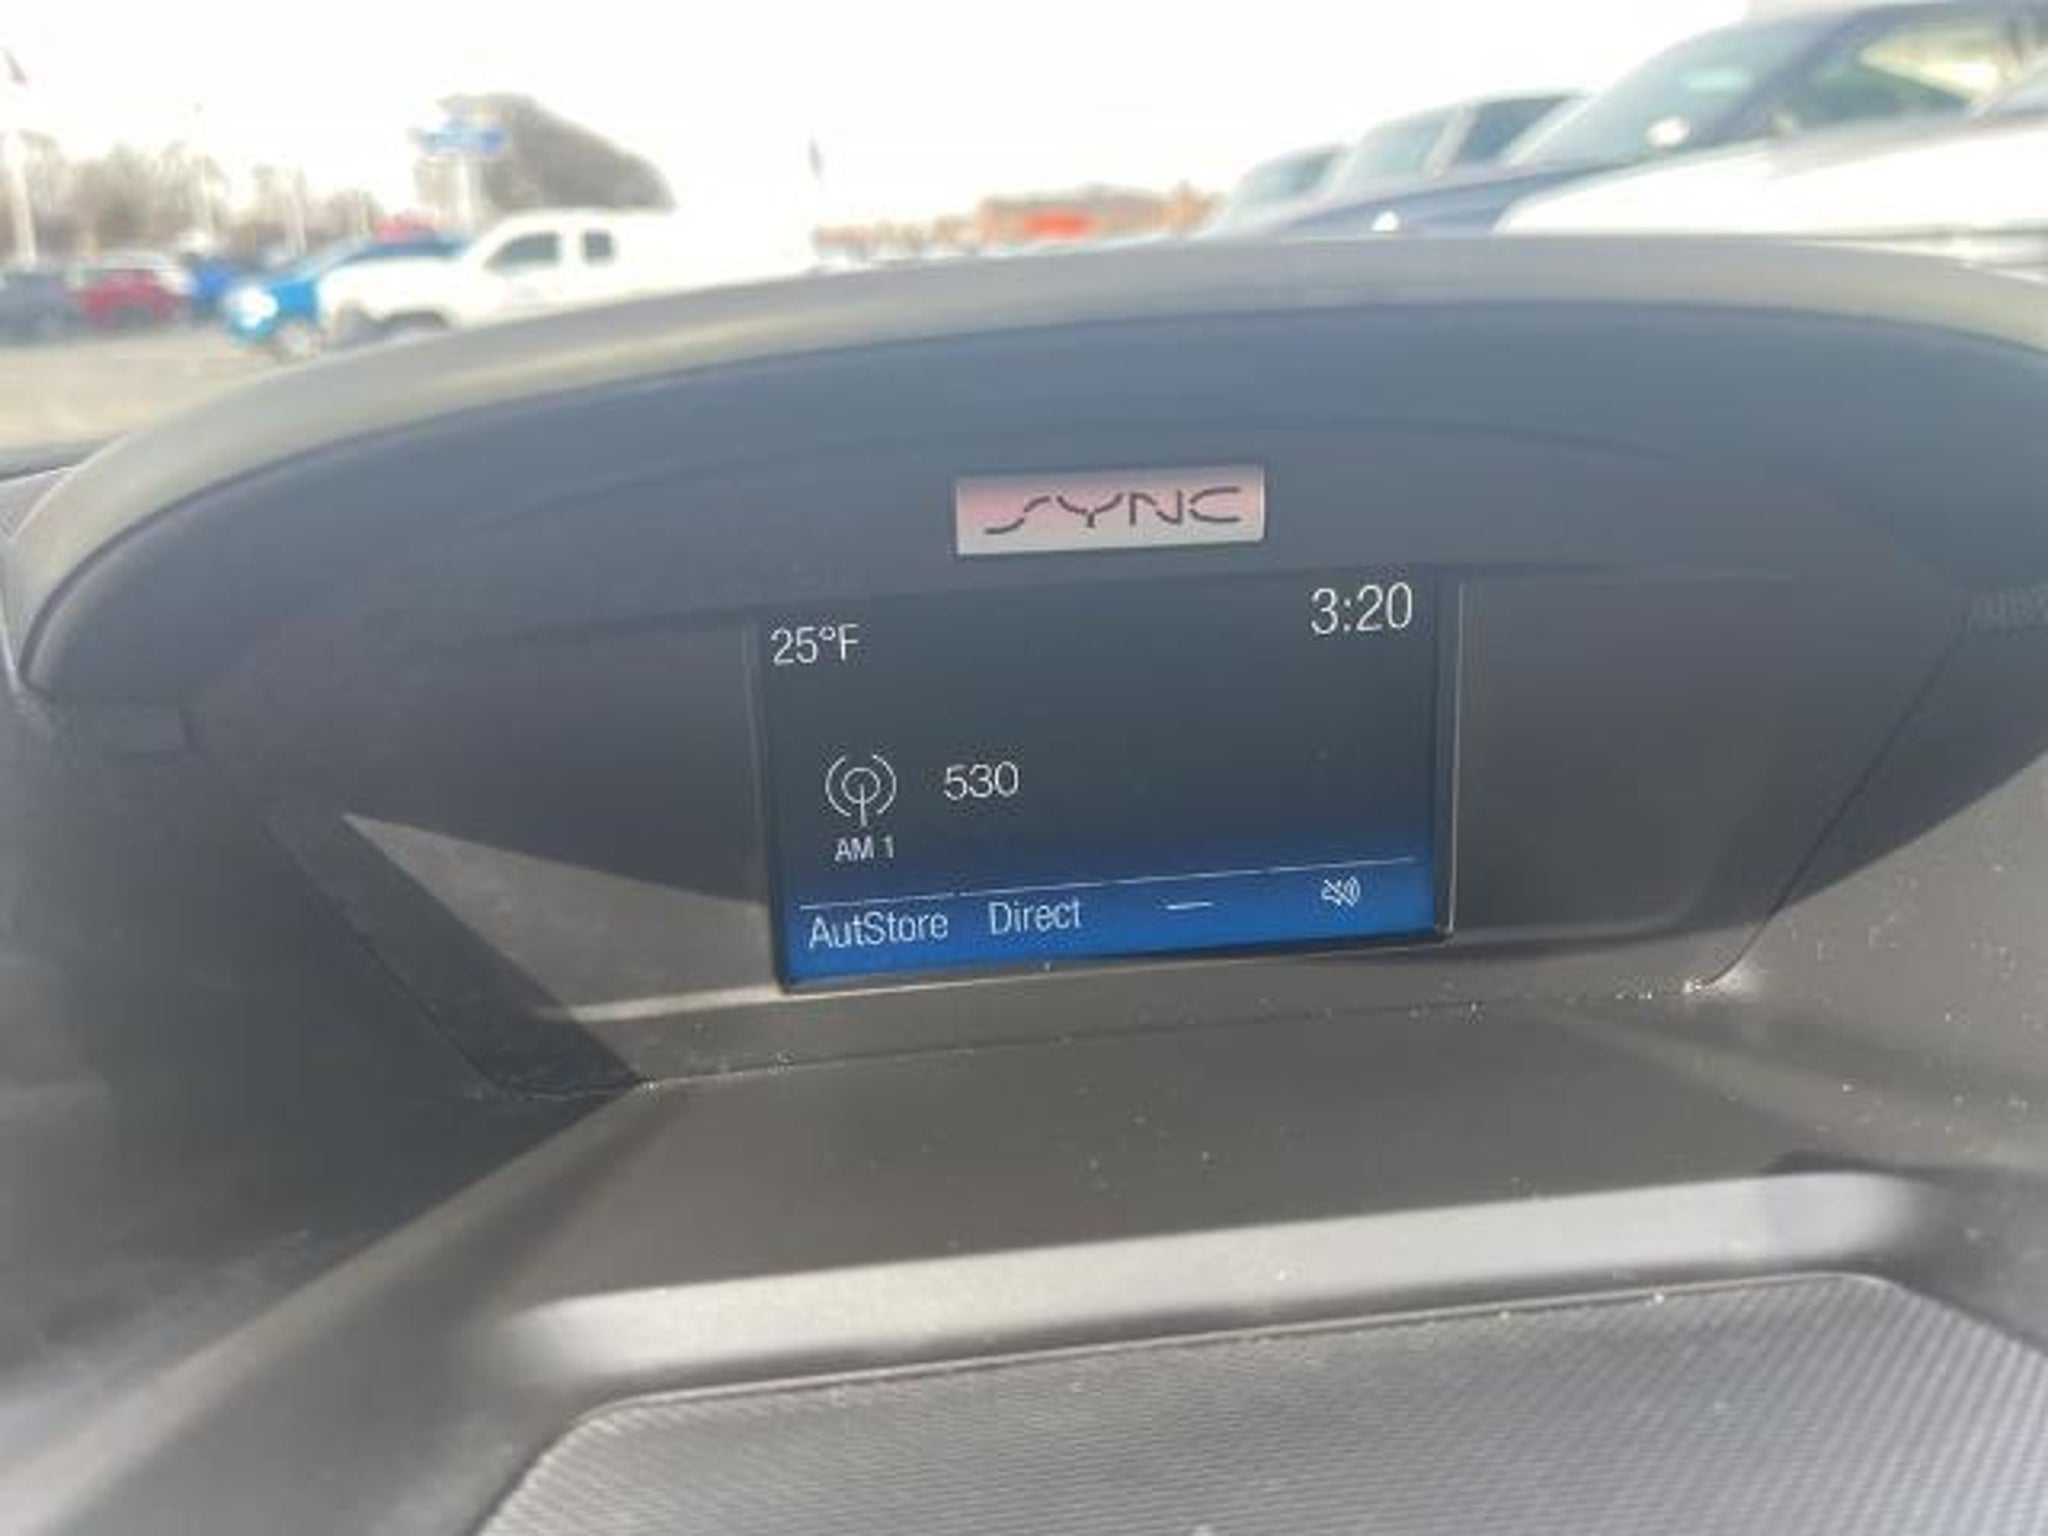 SYNC
25°F
3:20
530
AM 1
AutStore
Direct